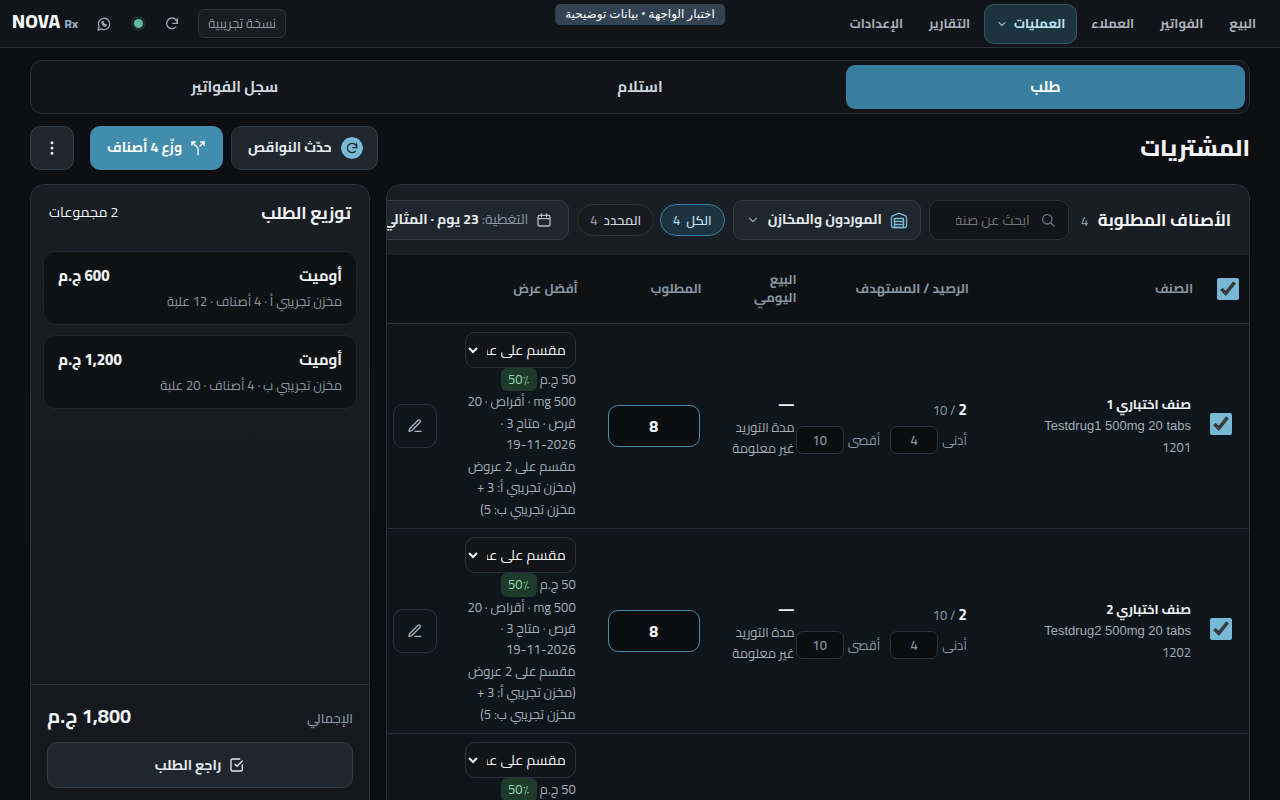 البيع
الفواتير
العملاء
العمليات
التقارير
الإعدادات
اختبار الواجهة • بيانات توضيحية
نسخة تجريبية
NOVA Rx
طلب
استلام
سجل الفواتير
المشتريات
حدّث النواقص
وزّع 4 أصناف
الأصناف المطلوبة 4
ابحث عن صنف
الموردون والمخازن
الكل 4
المحدد 4
التغطية: 23 يوم · المثالي
الصنف
الرصيد / المستهدف
البيع اليومي
المطلوب
أفضل عرض
صنف اختباري 1
Testdrug1 500mg 20 tabs
1201
2 / 10
أدنى 4 أقصى 10
—
مدة التوريد
غير معلومة
8
مقسم على عـ
50 ج.م 50٪
500 mg · أقراص · 20
قرص · متاح 3 ·
19-11-2026
مقسم على 2 عروض
(مخزن تجريبي أ: 3 +
مخزن تجريبي ب: 5)
صنف اختباري 2
Testdrug2 500mg 20 tabs
1202
2 / 10
أدنى 4 أقصى 10
—
مدة التوريد
غير معلومة
8
مقسم على عـ
50 ج.م 50٪
500 mg · أقراص · 20
قرص · متاح 3 ·
19-11-2026
مقسم على 2 عروض
(مخزن تجريبي أ: 3 +
مخزن تجريبي ب: 5)
مقسم على عـ
50 ج.م 50٪
توزيع الطلب
2 مجموعات
أوميت
600 ج.م
مخزن تجريبي أ · 4 أصناف · 12 علبة
أوميت
1,200 ج.م
مخزن تجريبي ب · 4 أصناف · 20 علبة
الإجمالي
1,800 ج.م
راجع الطلب